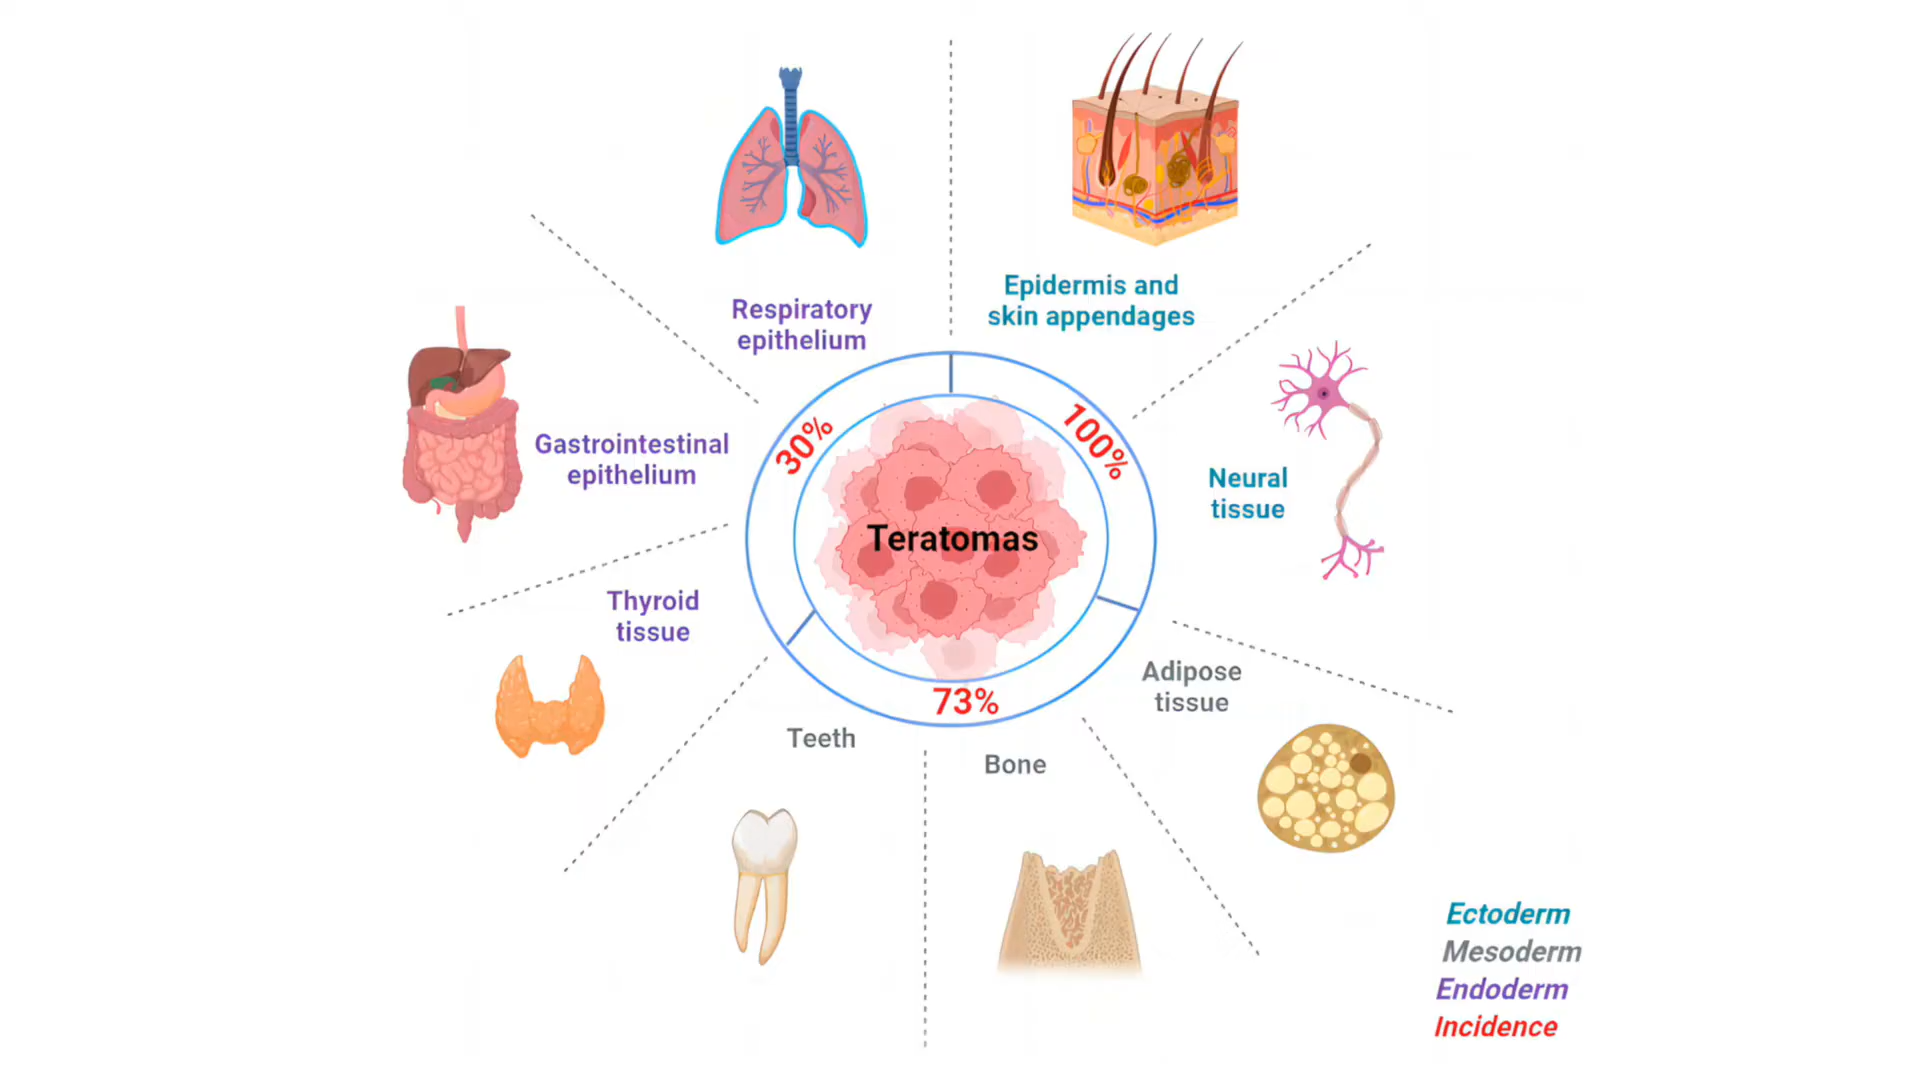 Respiratory
epithelium
Epidermis and
skin appendages
Gastrointestinal
epithelium
30%
100%
Neural
tissue
Teratomas
Thyroid
tissue
73%
Adipose
tissue
Teeth
Bone
Ectoderm
Mesoderm
Endoderm
Incidence